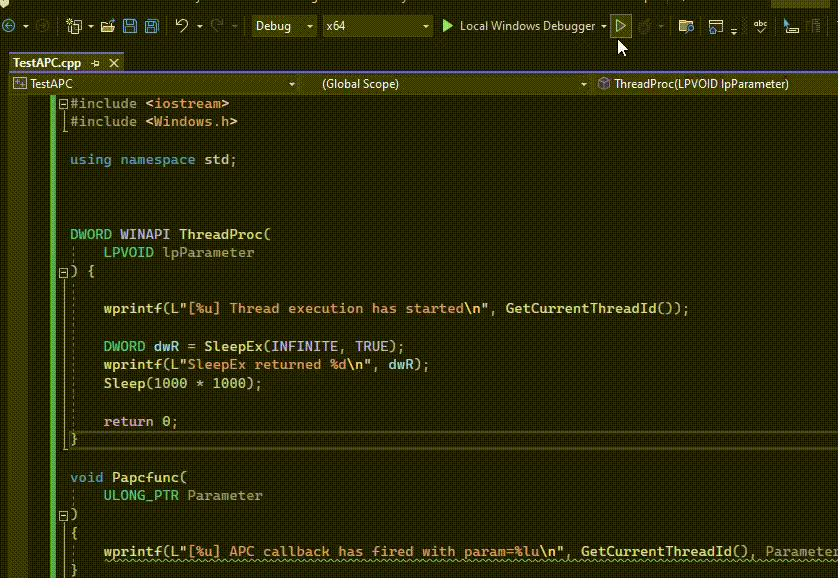 Debug x64 Local Windows Debugger
TestAPC.cpp
TestAPC (Global Scope) ThreadProc(LPVOID lpParameter)
#include <iostream>
#include <Windows.h>
using namespace std;
DWORD WINAPI ThreadProc(
LPVOID lpParameter
) {
wprintf(L"[%u] Thread execution has started\n", GetCurrentThreadId());
DWORD dwR = SleepEx(INFINITE, TRUE);
wprintf(L"SleepEx returned %d\n", dwR);
Sleep(1000 * 1000);
return 0;
}
void Papcfunc(
ULONG_PTR Parameter
)
{
wprintf(L"[%u] APC callback has fired with param=%lu\n", GetCurrentThreadId(), Parameter
}